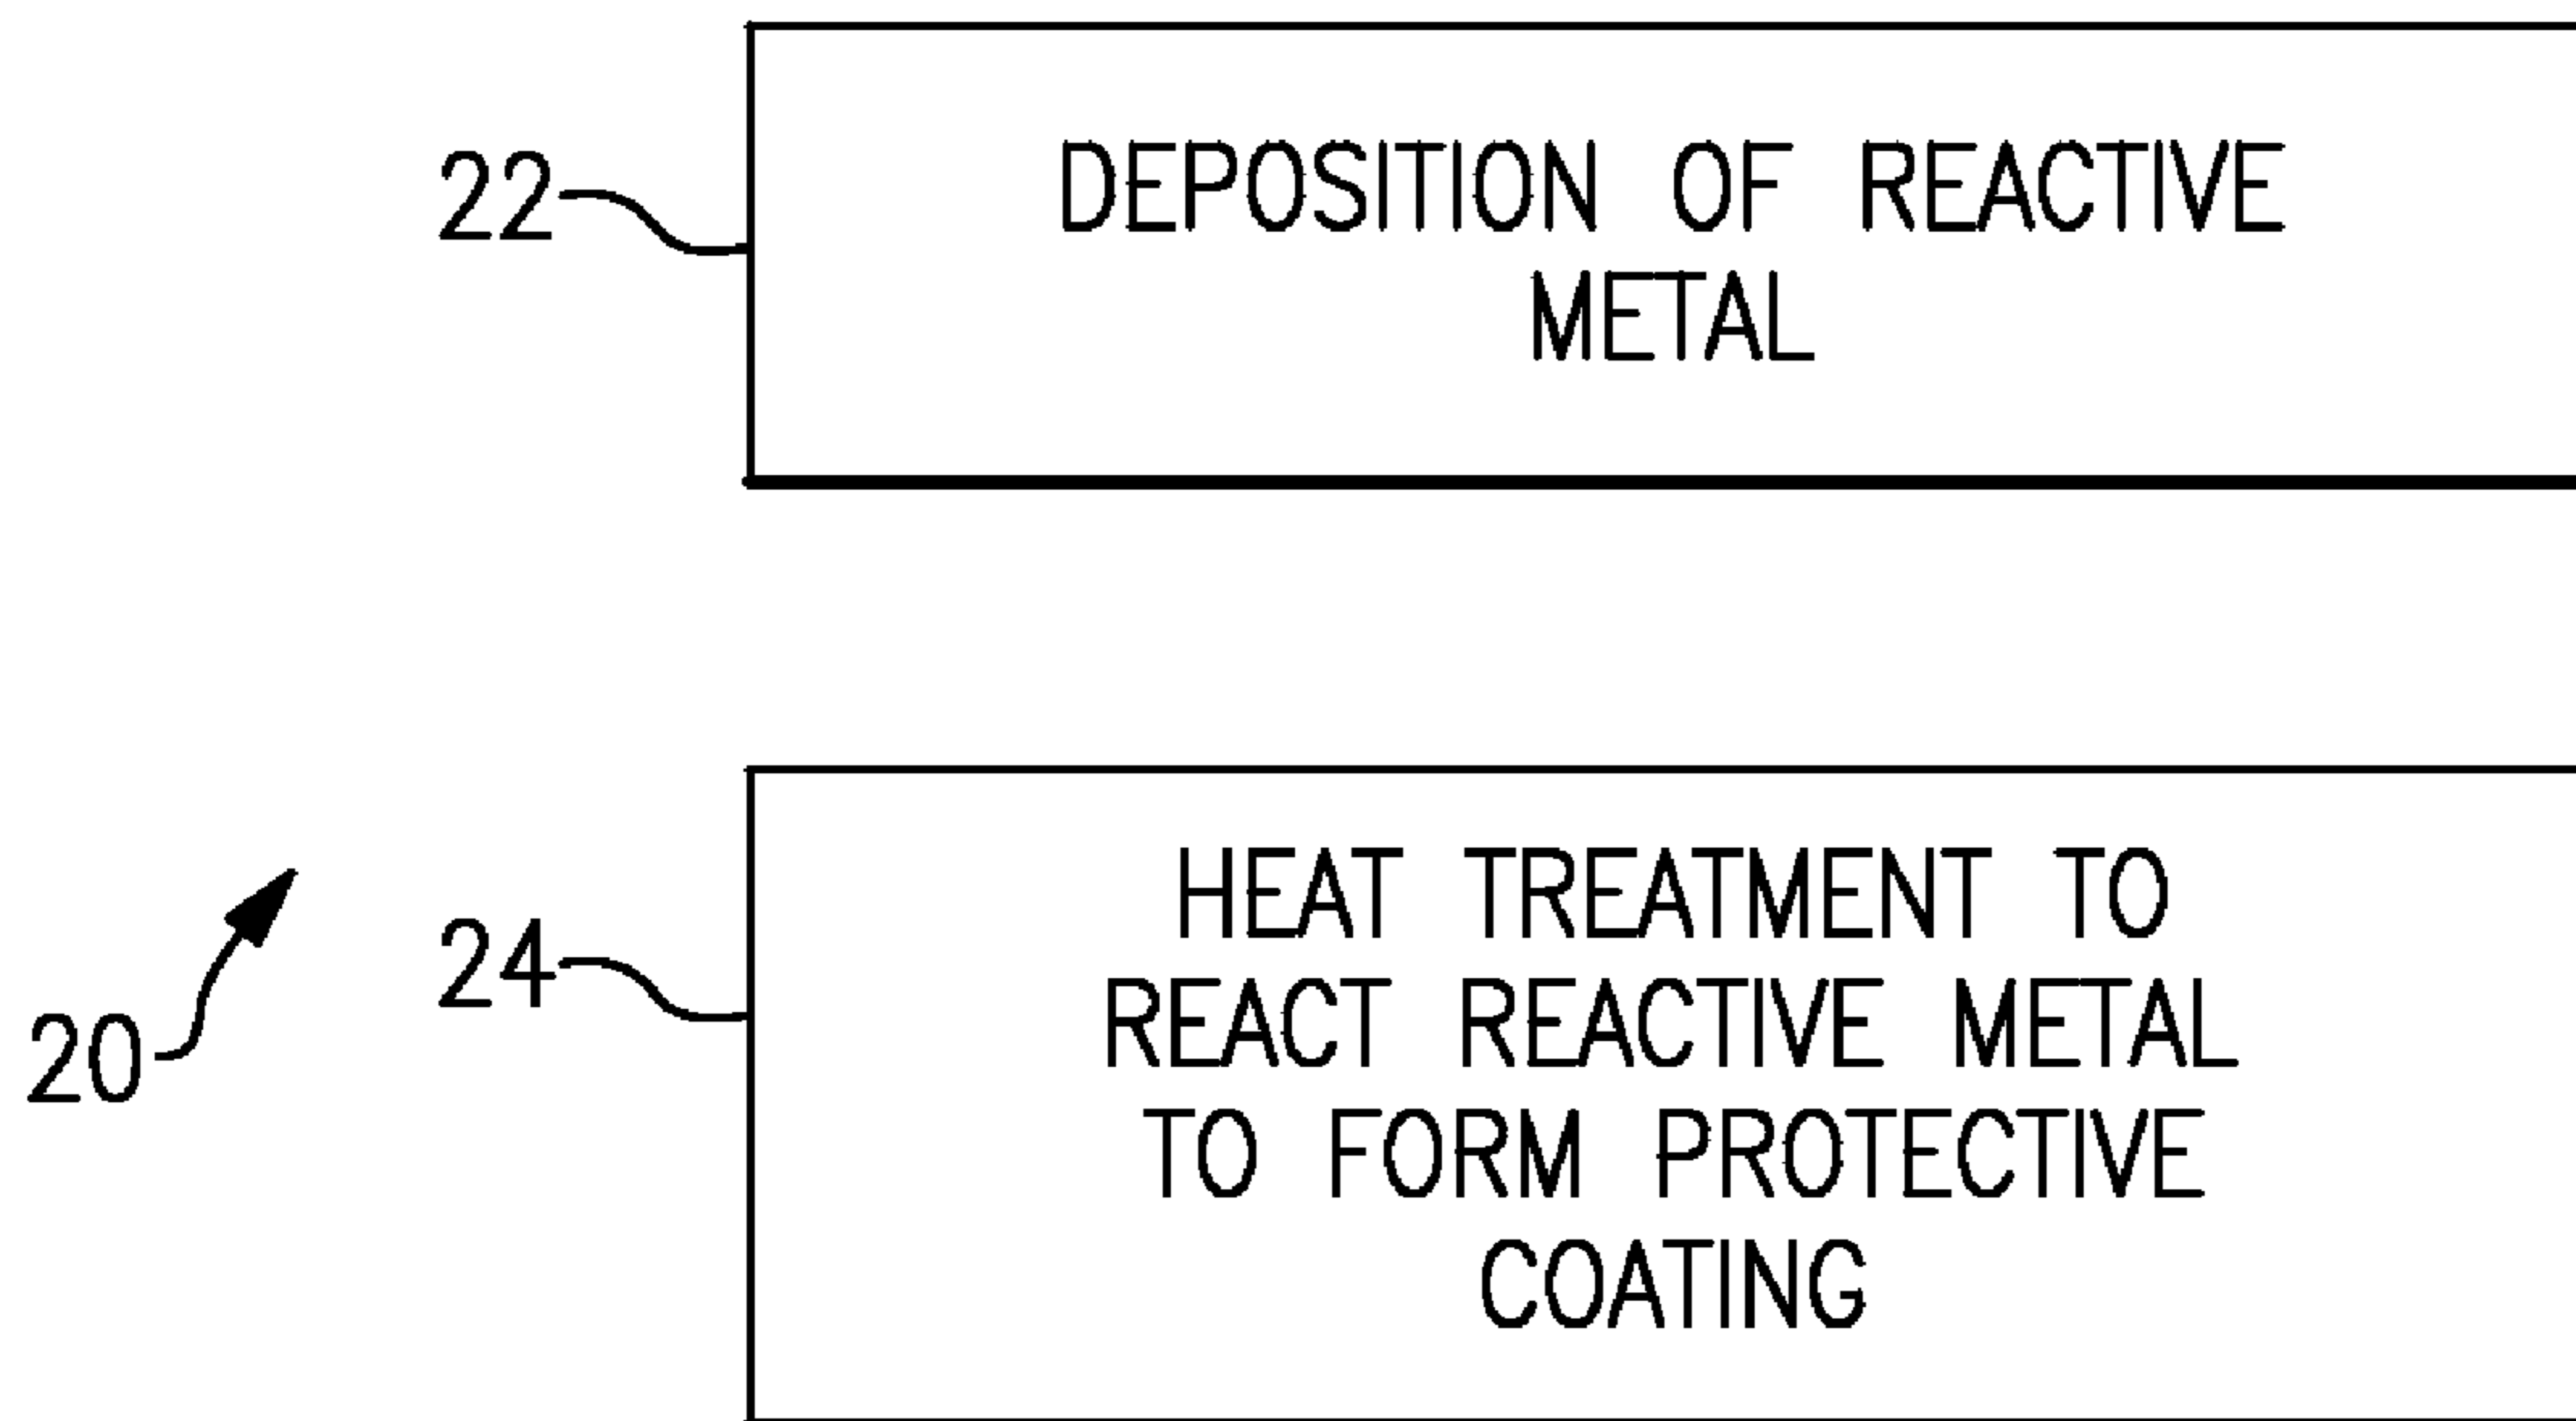 22
DEPOSITION OF REACTIVE
METAL
20
24
HEAT TREATMENT TO
REACT REACTIVE METAL
TO FORM PROTECTIVE
COATING